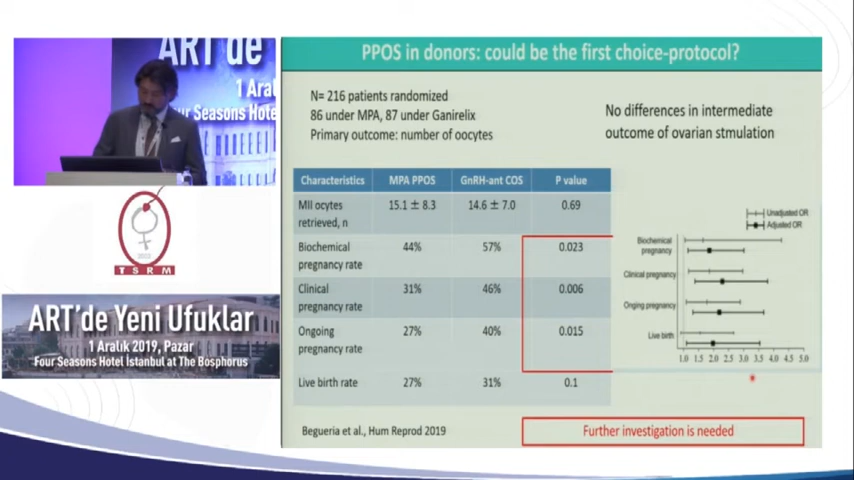 ART'de
1 Aral
Four Seasons Hotel
TSRM
ART'de Yeni Ufuklar
1 Aralık 2019, Pazar
Four Seasons Hotel İstanbul at The Bosphorus
PPOS in donors: could be the first choice-protocol?
N= 216 patients randomized
86 under MPA, 87 under Ganirelix
Primary outcome: number of oocytes
No differences in intermediate
outcome of ovarian stmulation
Characteristics MPA PPOS GnRH-ant COS P value
MII ocytes retrieved, n 15.1 ± 8.3 14.6 ± 7.0 0.69
Biochemical pregnancy rate 44% 57% 0.023
Clinical pregnancy rate 31% 46% 0.006
Ongoing pregnancy rate 27% 40% 0.015
Live birth rate 27% 31% 0.1
Unadjusted OR
Adjusted OR
Biochemical
pregnancy
Clinical pregnancy
Ongoing pregnancy
Live birth
1.0 1.5 2.0 2.5 3.0 3.5 4.0 4.5 5.0
Begueria et al., Hum Reprod 2019
Further investigation is needed